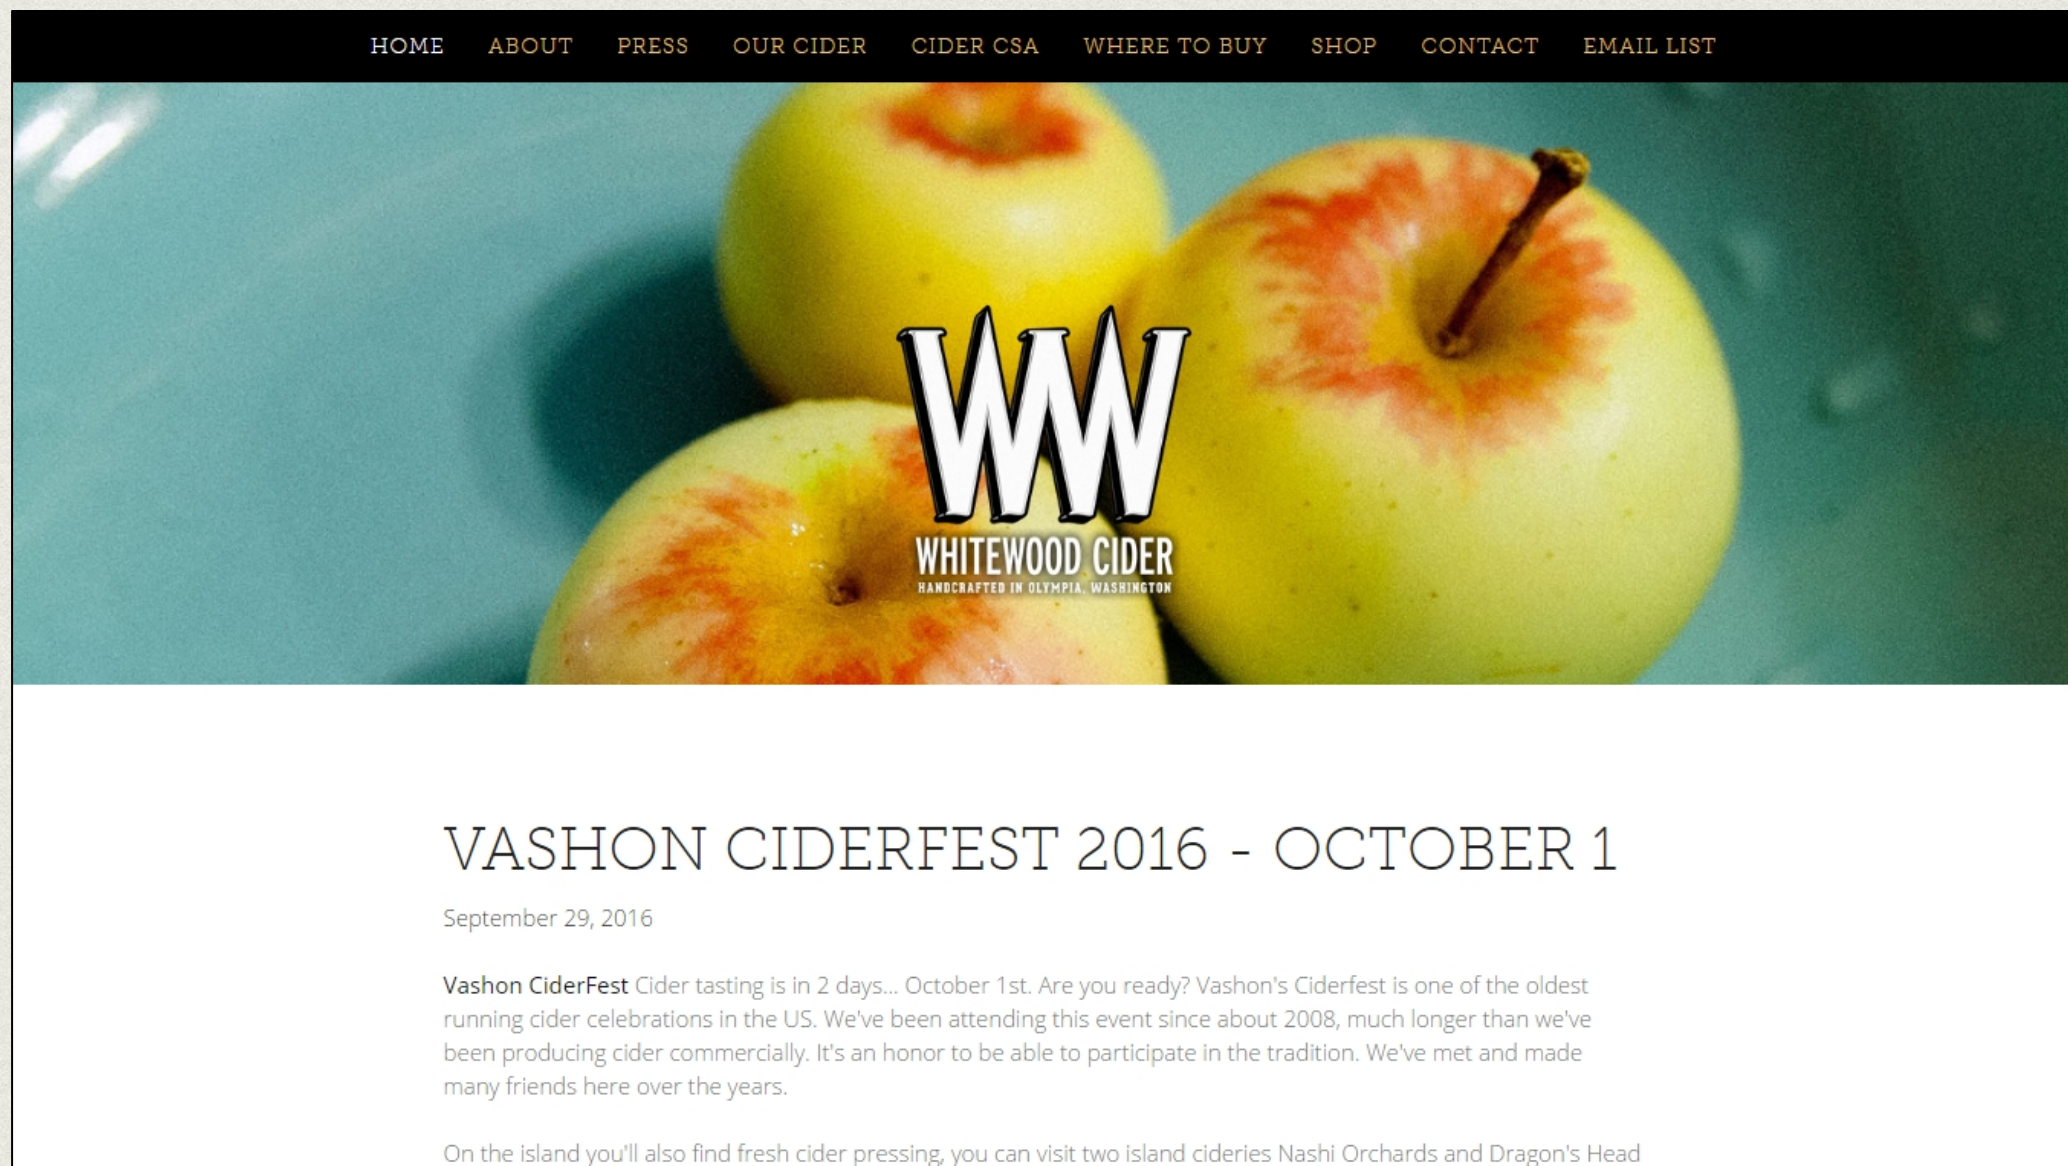 HOME ABOUT PRESS OUR CIDER CIDER CSA WHERE TO BUY SHOP CONTACT EMAIL LIST
WW
WHITEWOOD CIDER
HANDCRAFTED IN OLYMPIA, WASHINGTON
VASHON CIDERFEST 2016 - OCTOBER 1
September 29, 2016
Vashon CiderFest Cider tasting is in 2 days... October 1st. Are you ready? Vashon's Ciderfest is one of the oldest
running cider celebrations in the US. We've been attending this event since about 2008, much longer than we've
been producing cider commercially. It's an honor to be able to participate in the tradition. We've met and made
many friends here over the years.
On the island you'll also find fresh cider pressing, you can visit two island cideries Nashi Orchards and Dragon's Head